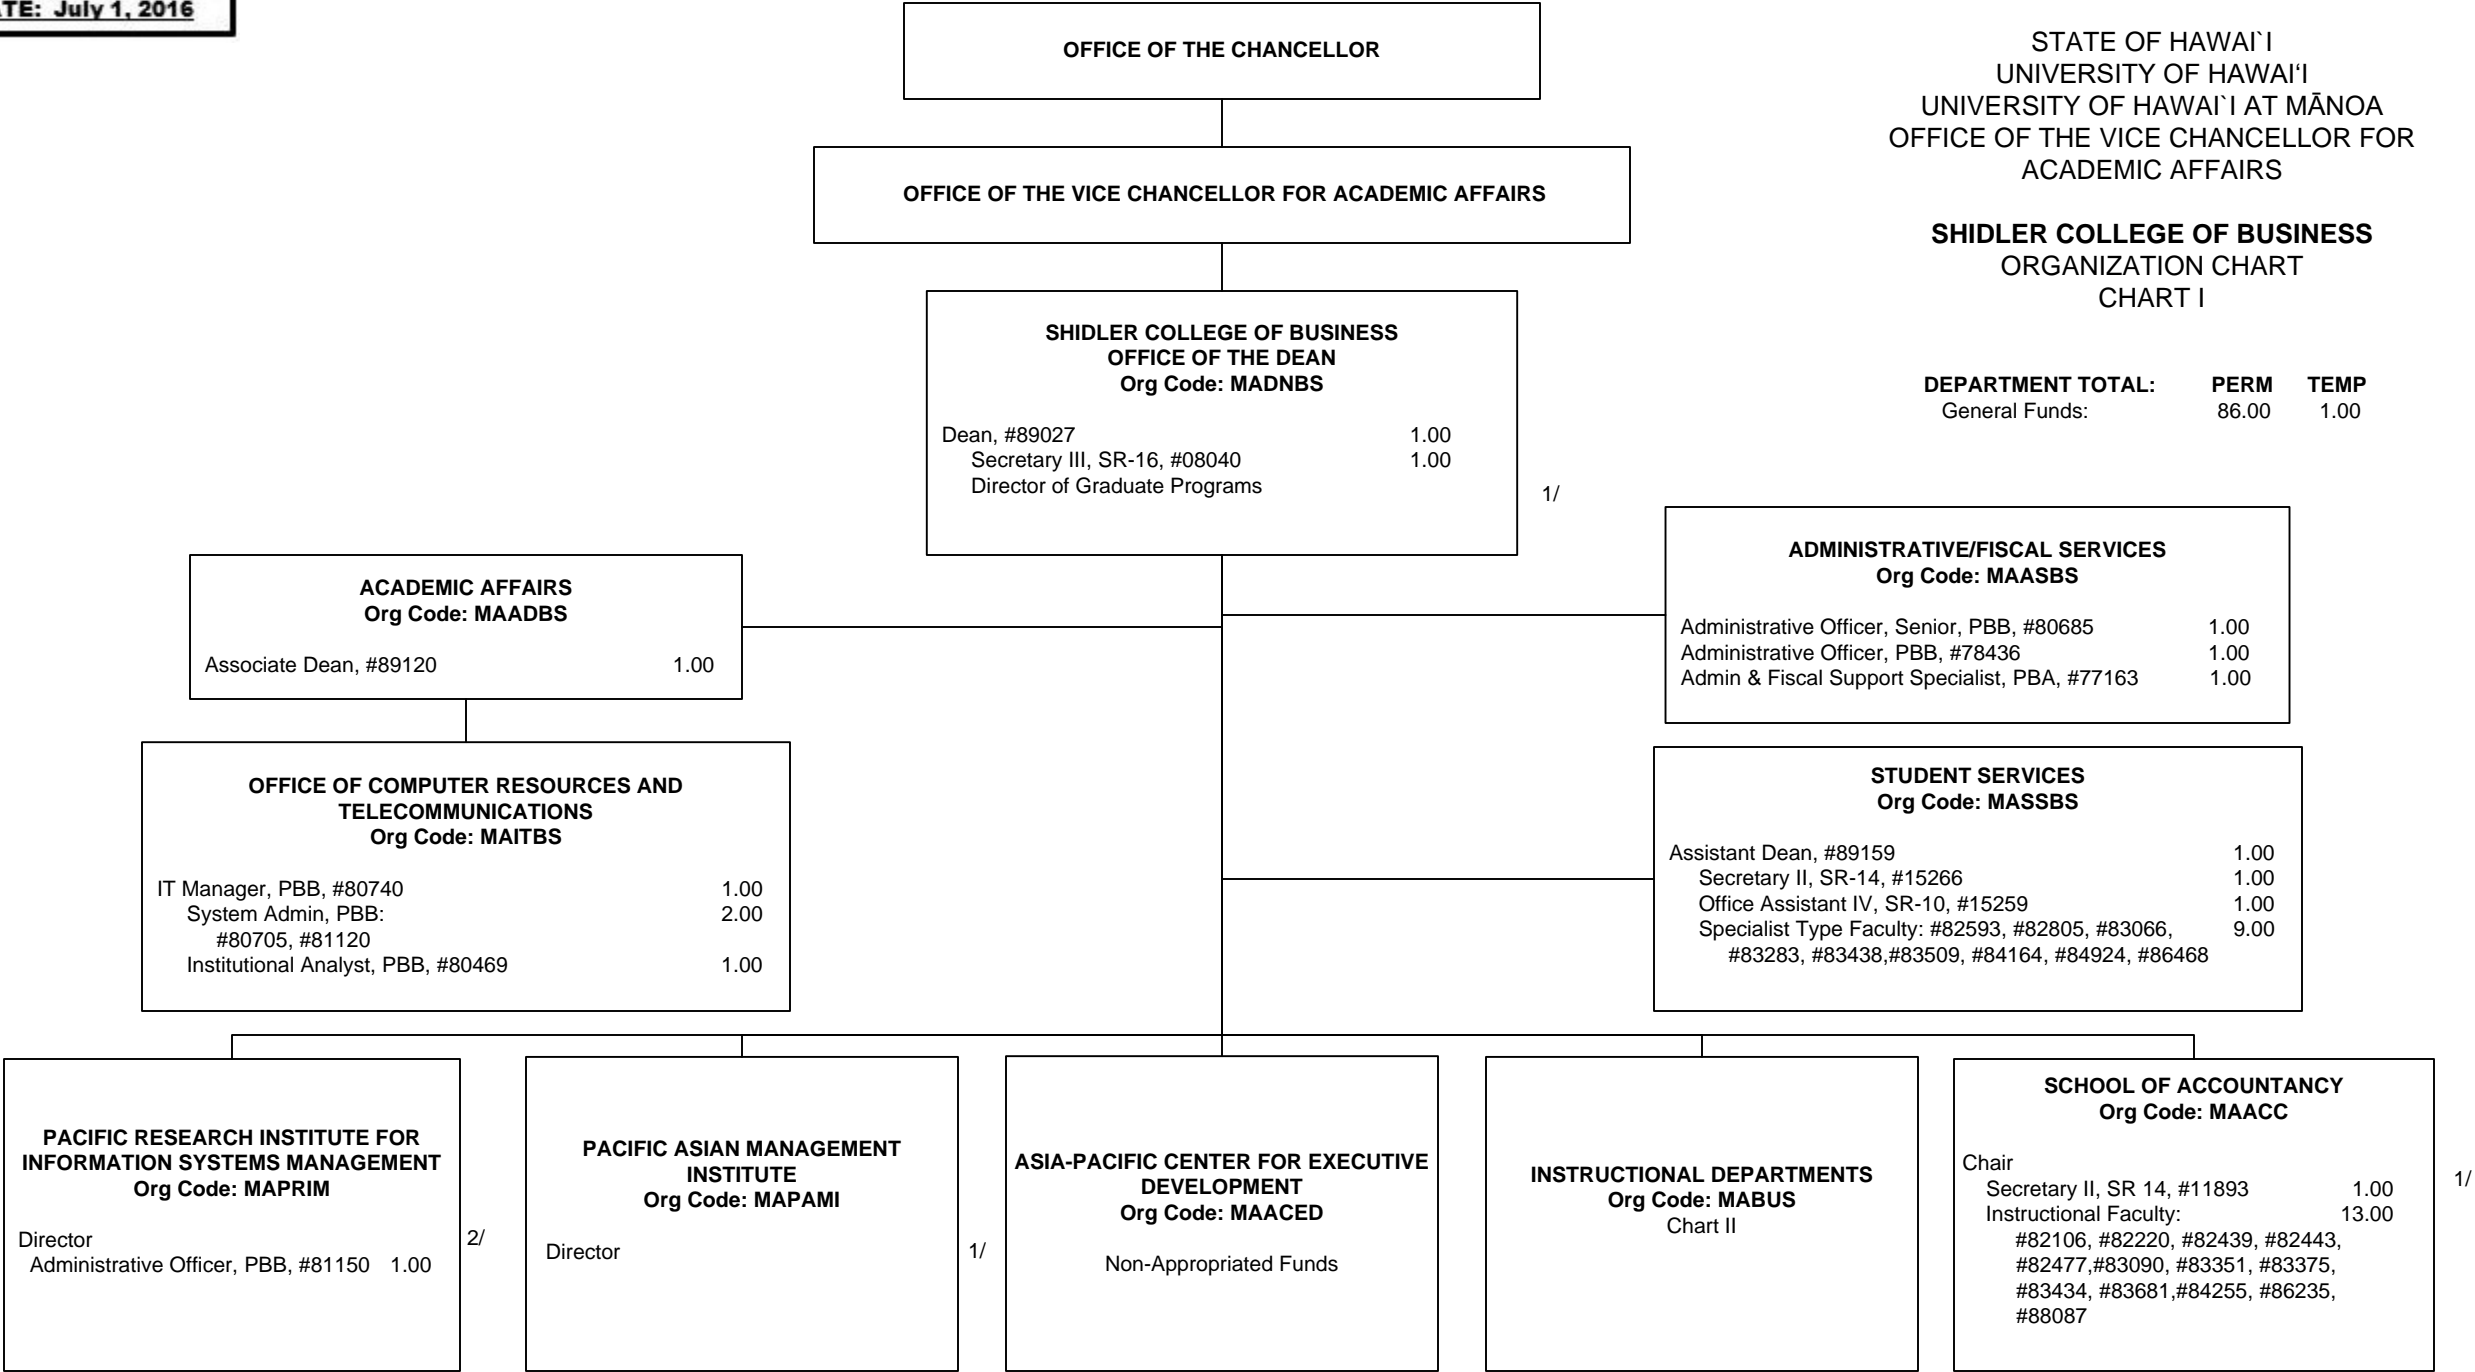 July 1, 2016
STATE OF HAWAI`I
UNIVERSITY OF HAWAI‘I
UNIVERSITY OF HAWAI`I AT MĀNOA
OFFICE OF THE VICE CHANCELLOR FOR
ACADEMIC AFFAIRS
SHIDLER COLLEGE OF BUSINESS
ORGANIZATION CHART
CHART I
DEPARTMENT TOTAL: PERM TEMP
General Funds: 86.00 1.00
OFFICE OF THE CHANCELLOR
OFFICE OF THE VICE CHANCELLOR FOR ACADEMIC AFFAIRS
SHIDLER COLLEGE OF BUSINESS
OFFICE OF THE DEAN
Org Code: MADNBS
Dean, #89027 1.00
Secretary III, SR-16, #08040 1.00
Director of Graduate Programs
1/
ACADEMIC AFFAIRS
Org Code: MAADBS
Associate Dean, #89120 1.00
ADMINISTRATIVE/FISCAL SERVICES
Org Code: MAASBS
Administrative Officer, Senior, PBB, #80685 1.00
Administrative Officer, PBB, #78436 1.00
Admin & Fiscal Support Specialist, PBA, #77163 1.00
OFFICE OF COMPUTER RESOURCES AND
TELECOMMUNICATIONS
Org Code: MAITBS
IT Manager, PBB, #80740 1.00
System Admin, PBB: 2.00
#80705, #81120
Institutional Analyst, PBB, #80469 1.00
STUDENT SERVICES
Org Code: MASSBS
Assistant Dean, #89159 1.00
Secretary II, SR-14, #15266 1.00
Office Assistant IV, SR-10, #15259 1.00
Specialist Type Faculty: #82593, #82805, #83066, 9.00
#83283, #83438,#83509, #84164, #84924, #86468
PACIFIC RESEARCH INSTITUTE FOR
INFORMATION SYSTEMS MANAGEMENT
Org Code: MAPRIM
Director
2/
Administrative Officer, PBB, #81150 1.00
PACIFIC ASIAN MANAGEMENT
INSTITUTE
Org Code: MAPAMI
Director
1/
ASIA-PACIFIC CENTER FOR EXECUTIVE
DEVELOPMENT
Org Code: MAACED
Non-Appropriated Funds
INSTRUCTIONAL DEPARTMENTS
Org Code: MABUS
Chart II
SCHOOL OF ACCOUNTANCY
Org Code: MAACC
Chair
1/
Secretary II, SR 14, #11893 1.00
Instructional Faculty: 13.00
#82106, #82220, #82439, #82443,
#82477,#83090, #83351, #83375,
#83434, #83681,#84255, #86235,
#88087